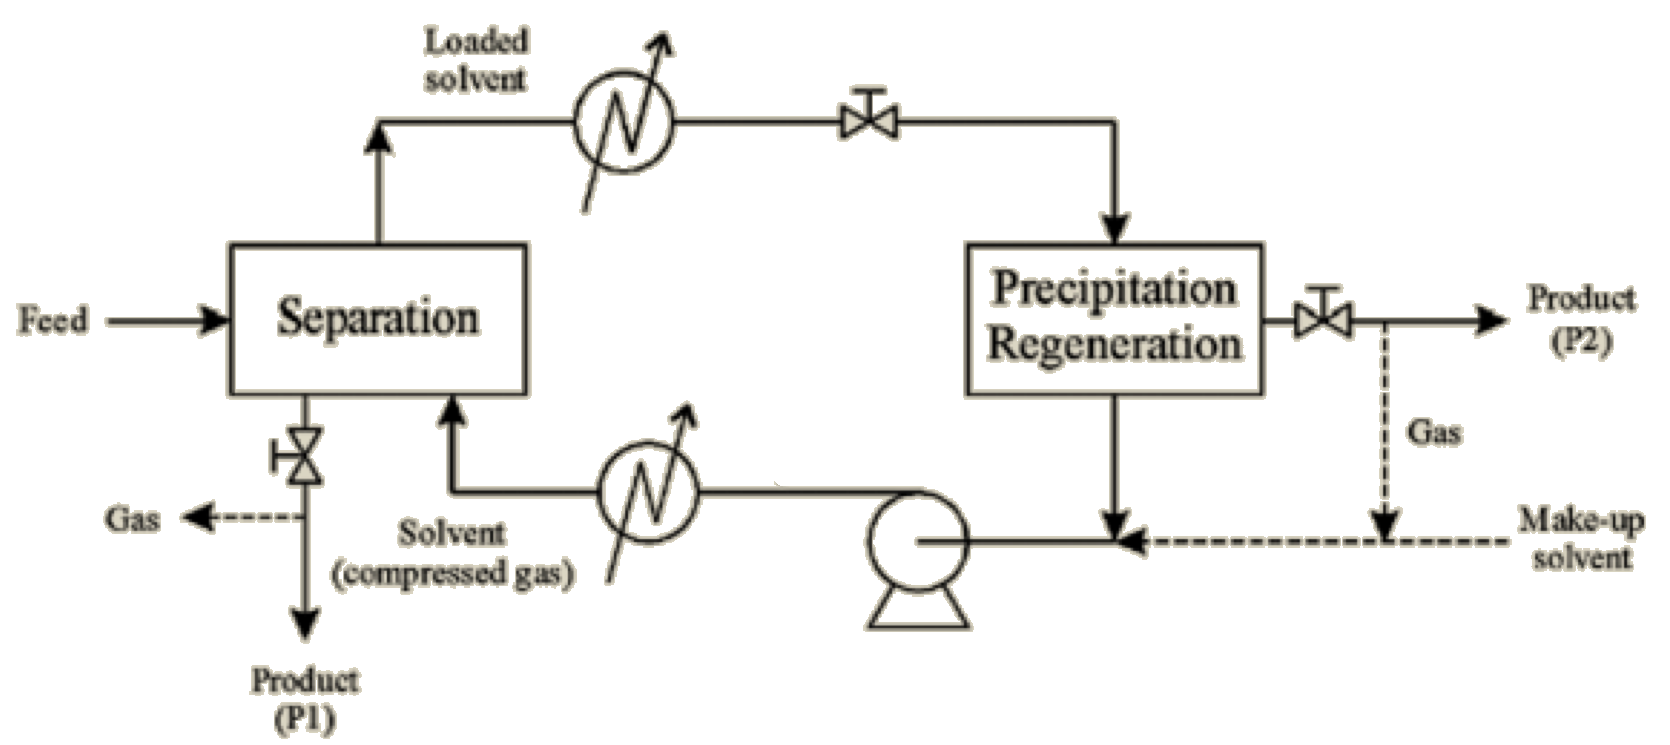 Loaded
solvent
Feed
Separation
Precipitation
Regeneration
Product
(P2)
Gas
Gas
Solvent
(compressed gas)
Make-up
solvent
Product
(P1)